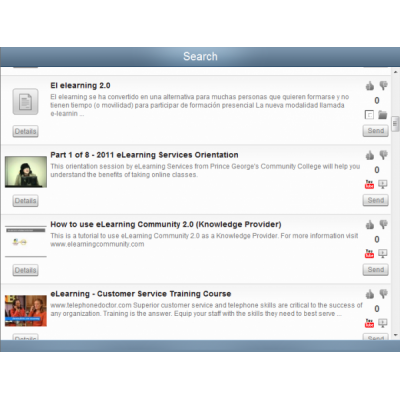 Search
El elearning 2.0
El elearning se ha convertido en una alternativa para muchas personas que quieren formarse y no
tienen tiempo (o movilidad) para participar de formación presencial La nueva modalidad llamada
e-learnin ...
0
Details
Send
Part 1 of 8 - 2011 eLearning Services Orientation
This orientation session by eLearning Services from Prince George's Community College will help you
understand the benefits of taking online classes.
0
Details
Send
How to use eLearning Community 2.0 (Knowledge Provider)
This is a tutorial to use eLearning Community 2.0 as a Knowledge Provider. For more information visit
www.elearningcommunity.com
0
Details
Send
eLearning - Customer Service Training Course
www.telephonedoctor.com Superior customer service and telephone skills are critical to the success of
any organization. Training is the answer. Equip your staff with the skills they need to best serve ...
0
Details
Send